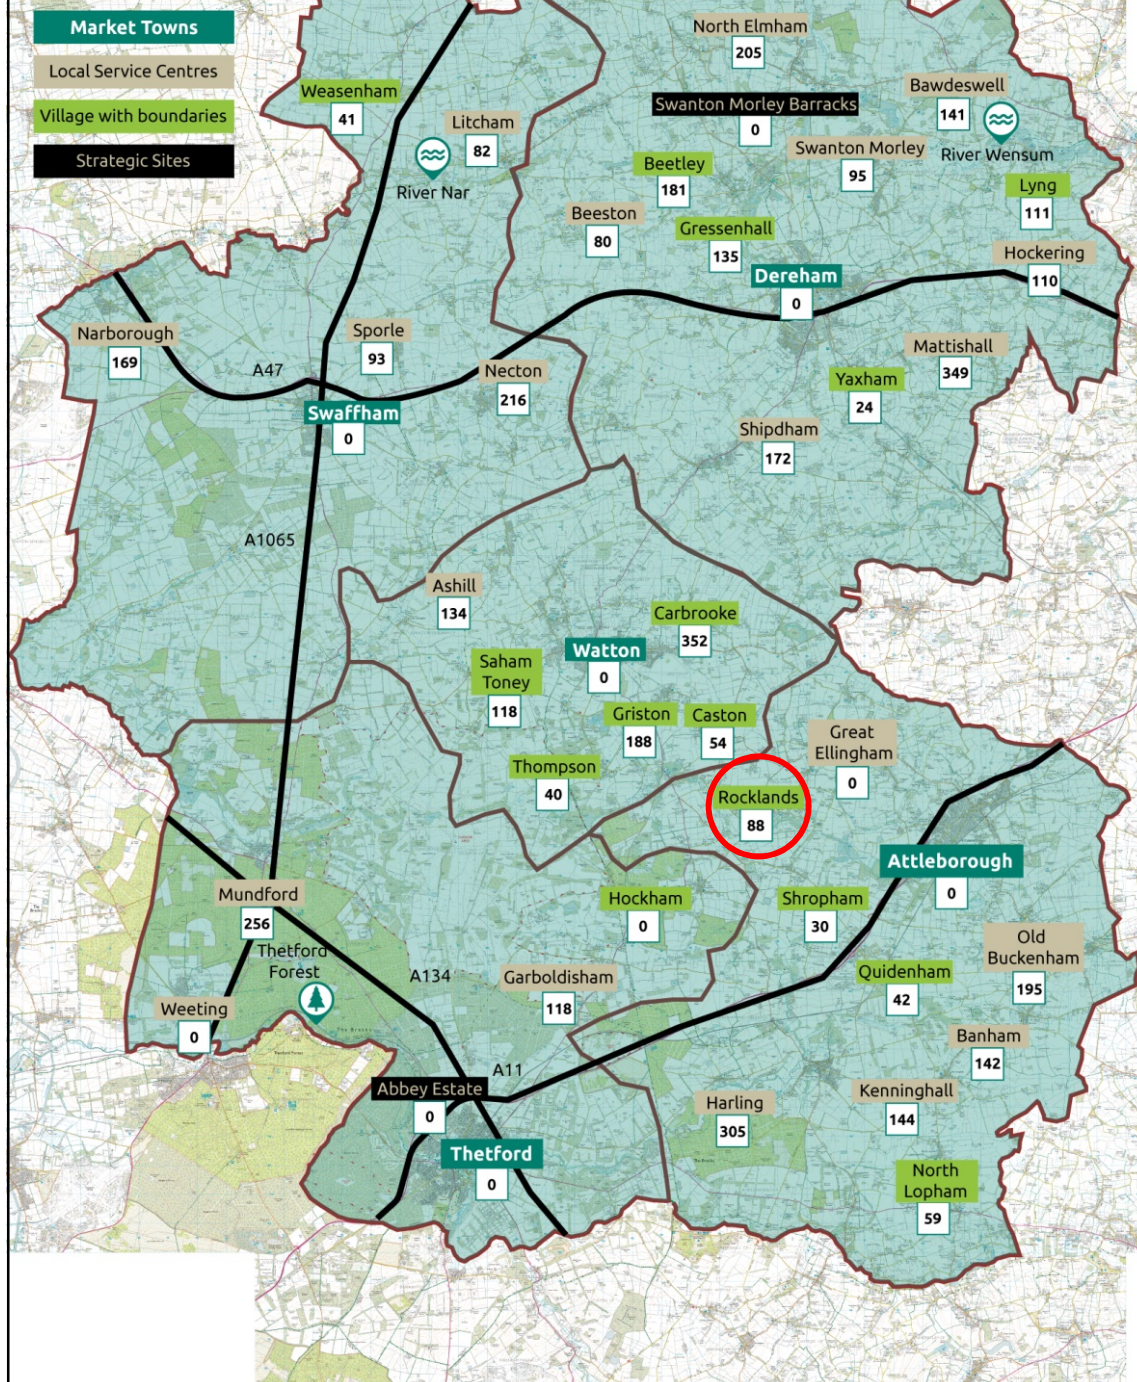 Market Towns
Local Service Centres
Village with boundaries
Strategic Sites
North Elmham
205
Weasenham
41
Litcham
82
River Nar
Swanton Morley Barracks
0
Bawdeswell
141
River Wensum
Swanton Morley
95
Beetley
181
Lyng
111
Beeston
80
Gressenhall
135
Dereham
0
Hockering
110
Narborough
169
A47
Sporle
93
Necton
216
Swaffham
0
Mattishall
349
Yaxham
24
Shipdham
172
A1065
Ashill
134
Carbrooke
352
Watton
0
Saham
Toney
118
Griston
188
Caston
54
Great
Ellingham
0
Thompson
40
Rocklands
88
Attleborough
0
Mundford
256
Hockham
0
Shropham
30
Thetford
Forest
A134
Garboldisham
118
Quidenham
42
Old
Buckenham
195
Weeting
0
Banham
142
A11
Abbey Estate
0
Harling
305
Kenninghall
144
Thetford
0
North
Lopham
59